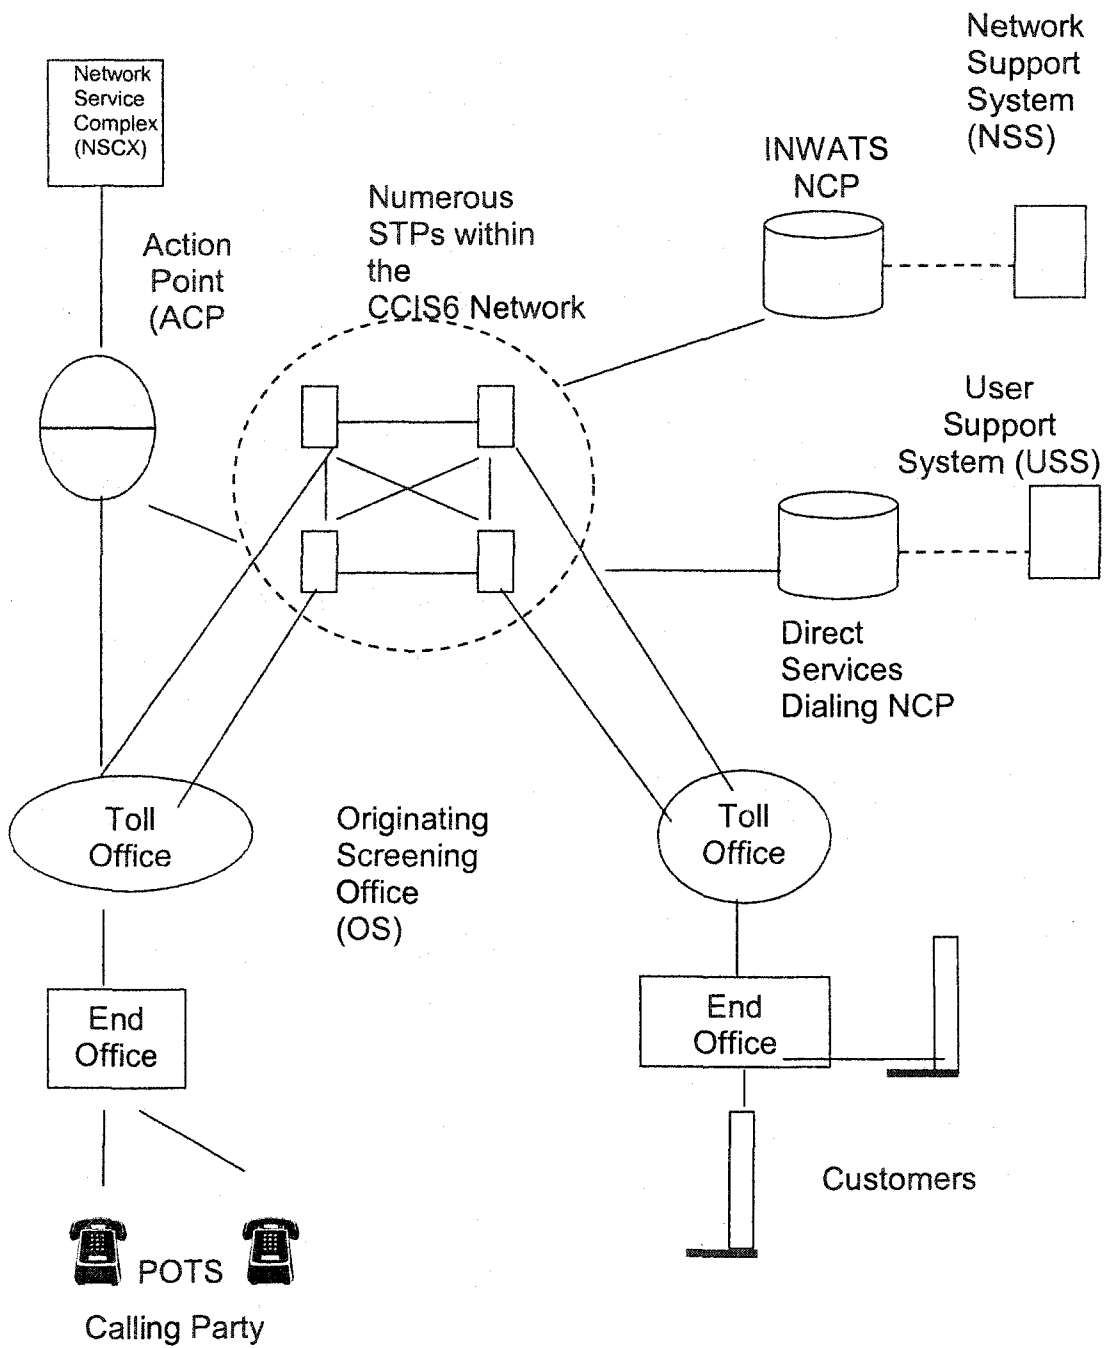 Network
Support
System
(NSS)
Network
Service
Complex
(NSCX)
INWATS
NCP
Numerous
STPs within
the
CCIS6 Network
Action
Point
(ACP
User
Support
System (USS)
Direct
Services
Dialing NCP
Toll
Office
Originating
Screening
Office
(OS)
Toll
Office
End
Office
End
Office
Customers
POTS
Calling Party